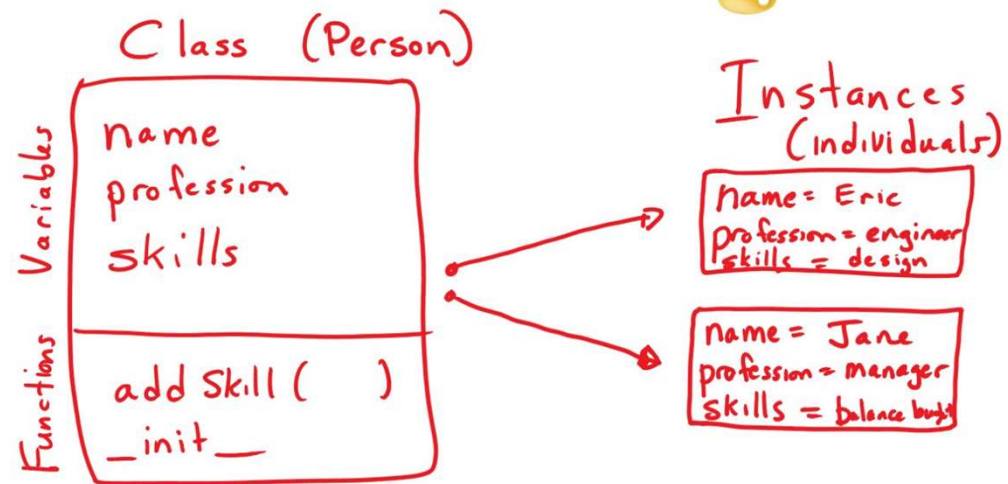 Class (Person)
Variables
name
profession
skills
Functions
add Skill ( )
_init_
Instances
(individuals)
name = Eric
profession = engineer
skills = design
name = Jane
profession = manager
skills = balance